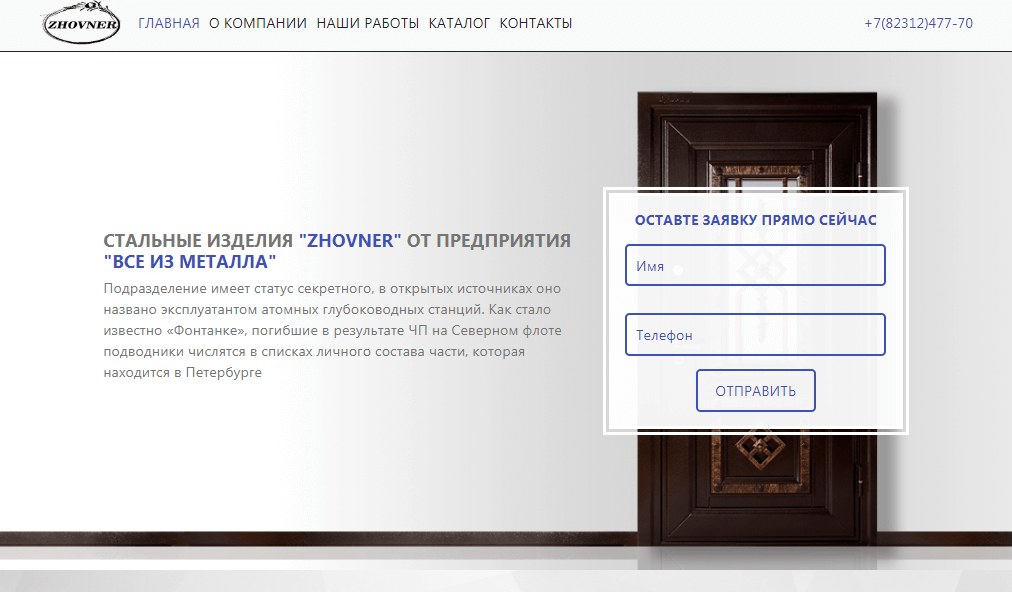 ZHOVNER
ГЛАВНАЯ О КОМПАНИИ НАШИ РАБОТЫ КАТАЛОГ КОНТАКТЫ
+7(82312)477-70
СТАЛЬНЫЕ ИЗДЕЛИЯ "ZHOVNER" ОТ ПРЕДПРИЯТИЯ
"ВСЕ ИЗ МЕТАЛЛА"
Подразделение имеет статус секретного, в открытых источниках оно
названо эксплуатантом атомных глубоководных станций. Как стало
известно «Фонтанке», погибшие в результате ЧП на Северном флоте
подводники числятся в списках личного состава части, которая
находится в Петербурге
ОСТАВТЕ ЗАЯВКУ ПРЯМО СЕЙЧАС
Имя
Телефон
ОТПРАВИТЬ